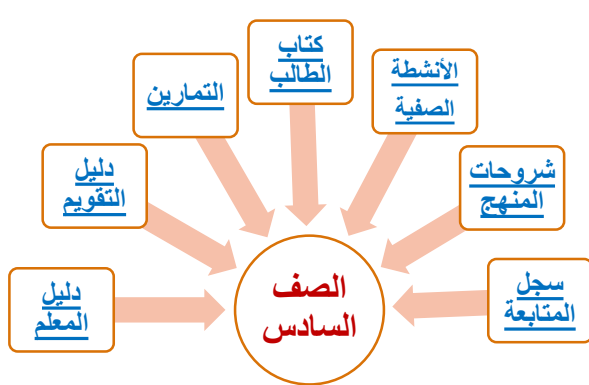 كتاب
الطالب
الأنشطة
الصفية
التمارين
شروحات
المنهج
دليل
التقويم
سجل
المتابعة
دليل
المعلم
الصف
السادس